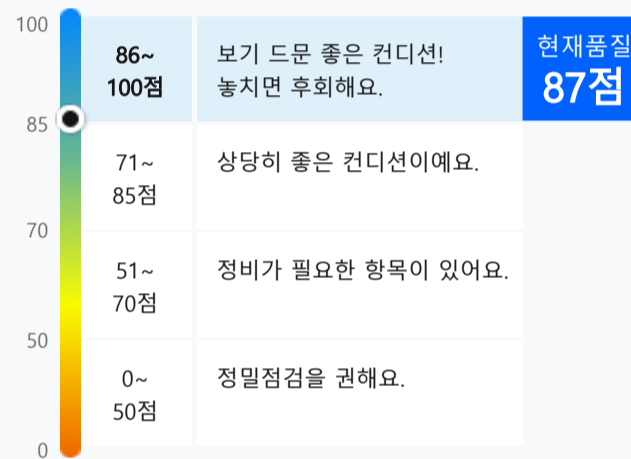 100
86~
100점
보기 드문 좋은 컨디션!
놓치면 후회해요.
현재품질
87점
85
71~
85점
상당히 좋은 컨디션이예요.
70
51~
70점
정비가 필요한 항목이 있어요.
50
0~
50점
정밀점검을 권해요.
0